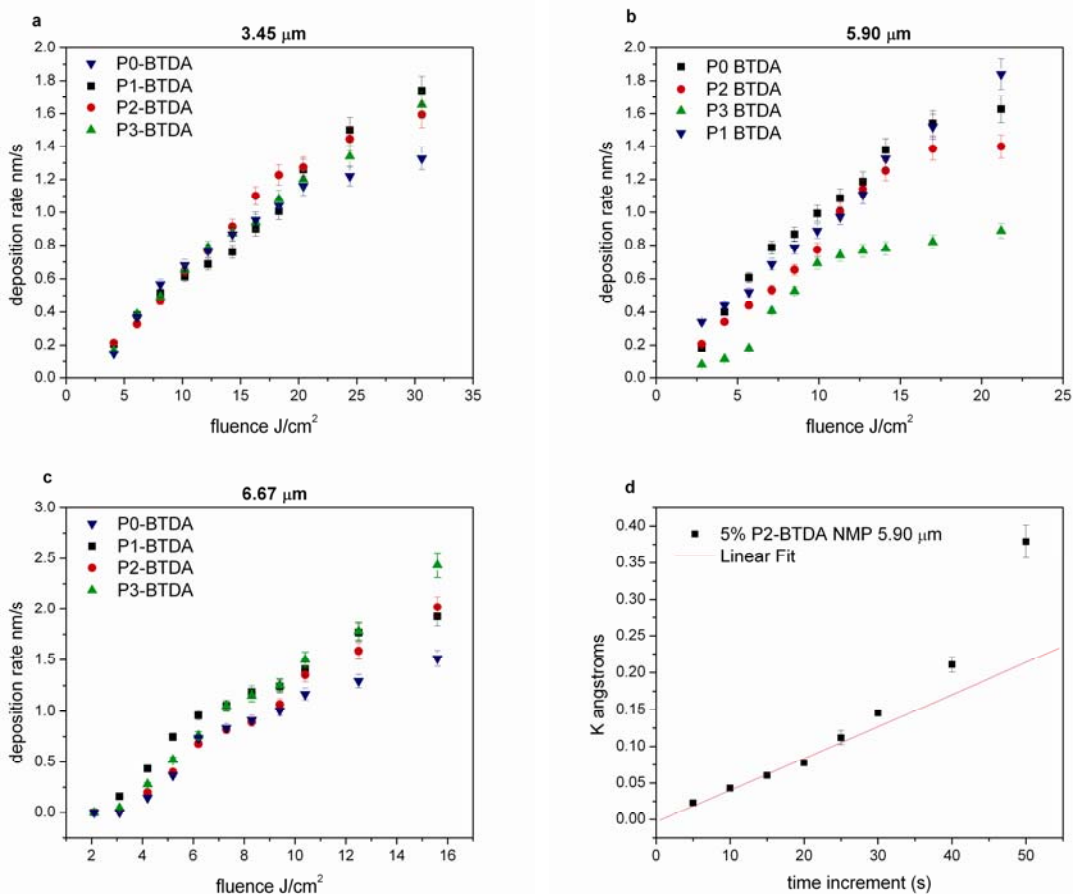 a
3.45 μm
2.0
1.8
1.6
1.4
1.2
1.0
0.8
0.6
0.4
0.2
0.0
deposition rate nm/s
P0-BTDA
P1-BTDA
P2-BTDA
P3-BTDA
0 5 10 15 20 25 30 35
fluence J/cm²
b
5.90 μm
2.0
1.8
1.6
1.4
1.2
1.0
0.8
0.6
0.4
0.2
0.0
deposition rate nm/s
P0 BTDA
P2 BTDA
P3 BTDA
P1 BTDA
0 5 10 15 20 25
fluence J/cm²
c
6.67 μm
3.0
2.5
2.0
1.5
1.0
0.5
0.0
deposition rate nm/s
P0-BTDA
P1-BTDA
P2-BTDA
P3-BTDA
2 4 6 8 10 12 14 16
fluence J/cm²
d
0.40
0.35
0.30
0.25
0.20
0.15
0.10
0.05
0.00
K angstroms
5% P2-BTDA NMP 5.90 μm
Linear Fit
0 10 20 30 40 50
time increment (s)